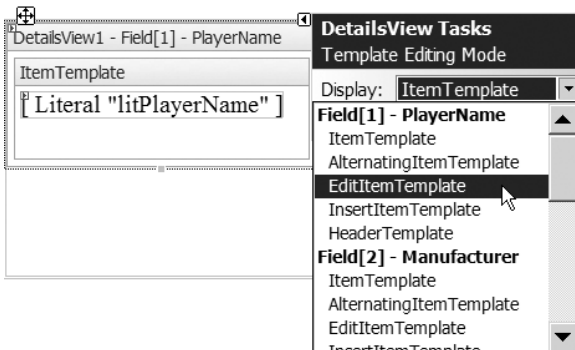 DetailsView1 - Field[1] - PlayerName
ItemTemplate
[ Literal "litPlayerName" ]
DetailsView Tasks
Template Editing Mode
Display: ItemTemplate
Field[1] - PlayerName
ItemTemplate
AlternatingItemTemplate
EditItemTemplate
InsertItemTemplate
HeaderTemplate
Field[2] - Manufacturer
ItemTemplate
AlternatingItemTemplate
EditItemTemplate
InsertItemTemplate